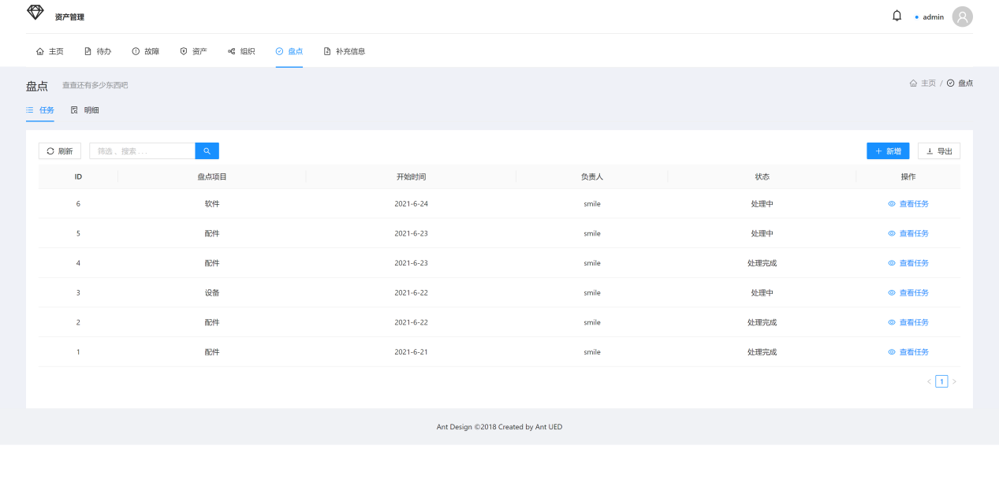 资产管理
admin
主页 待办 故障 资产 组织 盘点 补充信息
盘点 查查还有多少东西吧
主页 / 盘点
任务 明细
刷新 筛选 、搜索 . . . 新增 导出
ID 盘点项目 开始时间 负责人 状态 操作
6 软件 2021-6-24 smile 处理中 查看任务
5 配件 2021-6-23 smile 处理中 查看任务
4 配件 2021-6-23 smile 处理完成 查看任务
3 设备 2021-6-22 smile 处理中 查看任务
2 配件 2021-6-22 smile 处理完成 查看任务
1 配件 2021-6-21 smile 处理完成 查看任务
< 1 >
Ant Design ©2018 Created by Ant UED